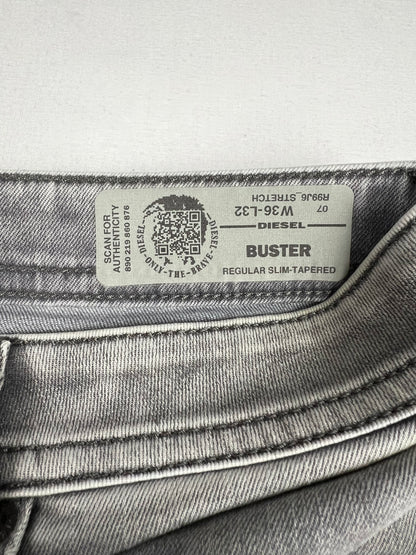 SCAN FOR
AUTHENTICITY
890 219 860 876
DIESEL
ONLY-THE-BRAVE
DIESEL
07
W36-L32
R99J6_STRETCH
DIESEL
BUSTER
REGULAR SLIM-TAPERED